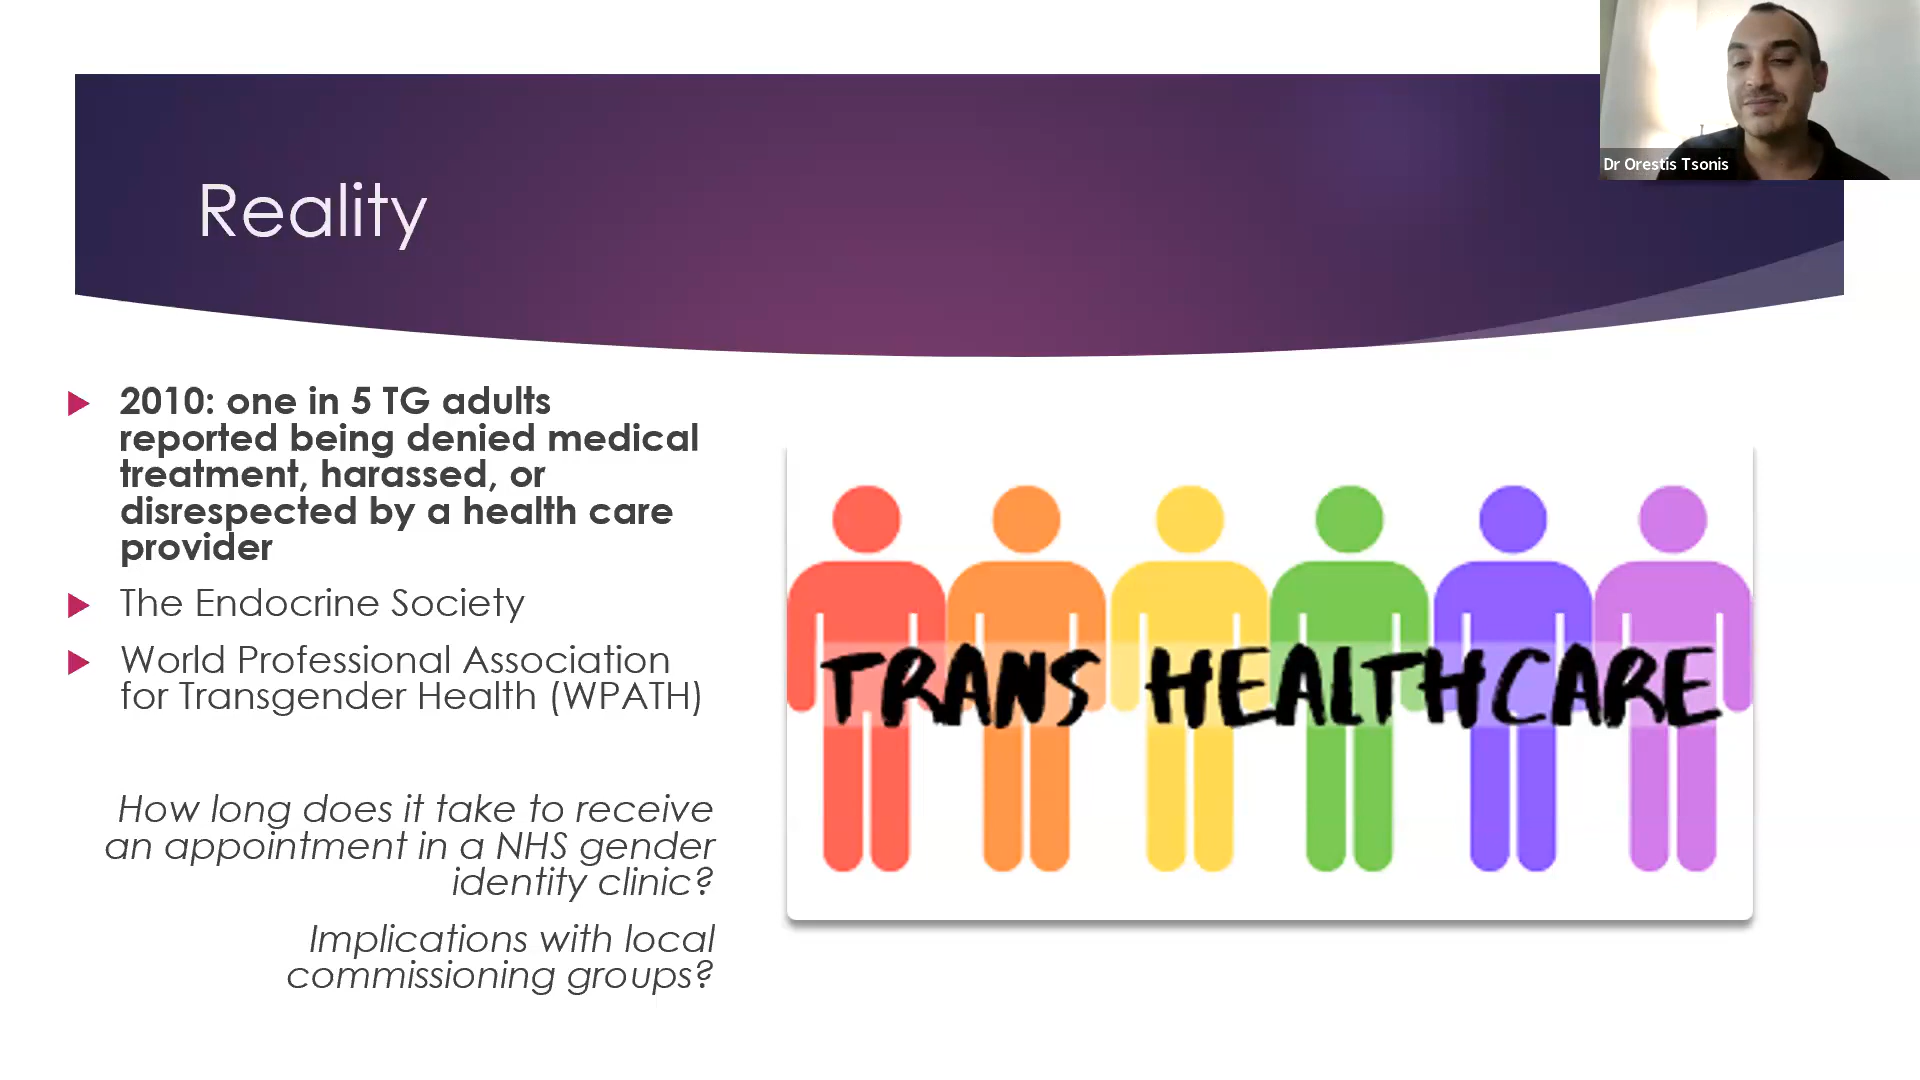 Dr Orestis Tsonis
Reality
2010: one in 5 TG adults
reported being denied medical
treatment, harassed, or
disrespected by a health care
provider
The Endocrine Society
World Professional Association
for Transgender Health (WPATH)
How long does it take to receive
an appointment in a NHS gender
identity clinic?
Implications with local
commissioning groups?
TRANS HEALTHCARE